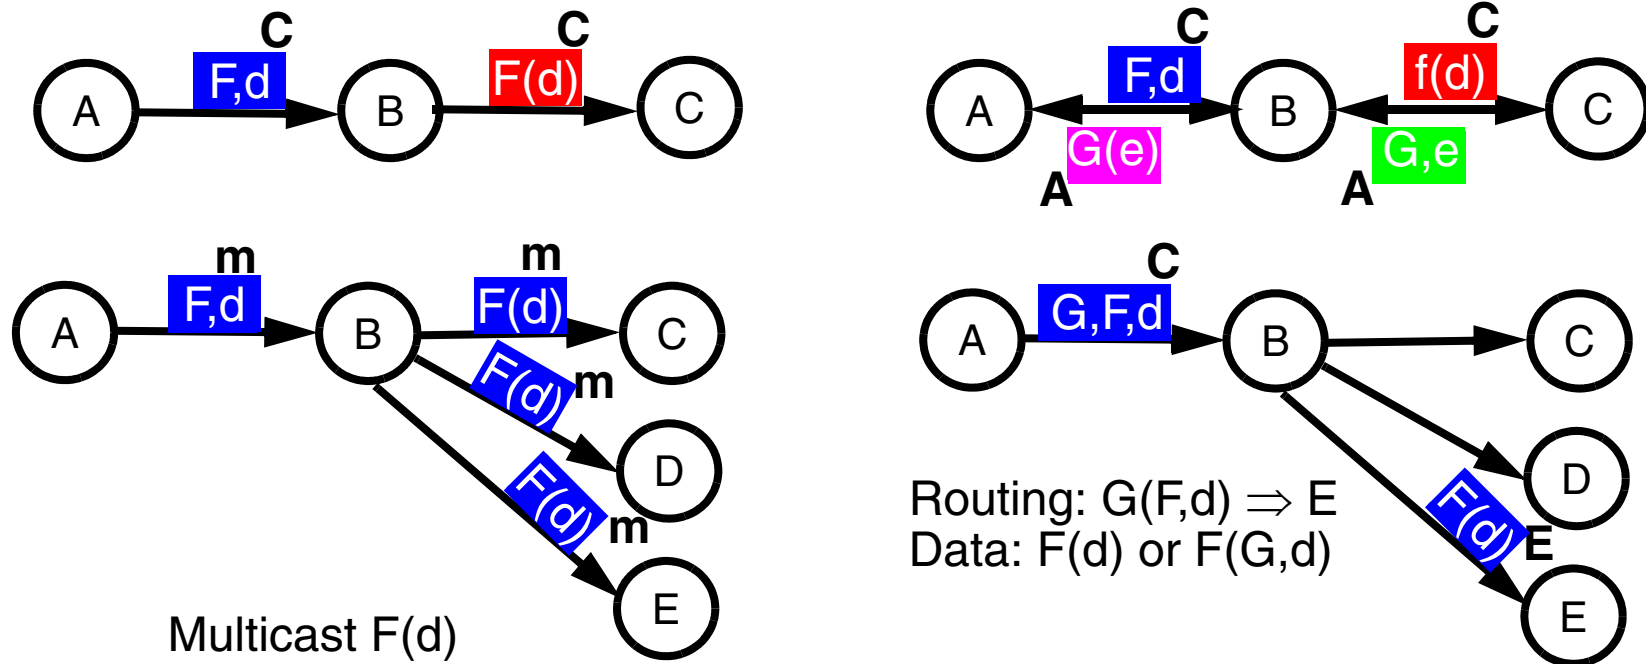 C
C
F,d
F(d)
A
B
C
C
C
F,d
f(d)
A
B
C
G(e)
G,e
A
A
m
m
F,d
F(d)
A
B
C
F(d)
m
D
F(d)
m
E
Multicast F(d)
C
G,F,d
A
B
C
D
Routing: G(F,d) ⇒ E
Data: F(d) or F(G,d)
F(d)
E
E